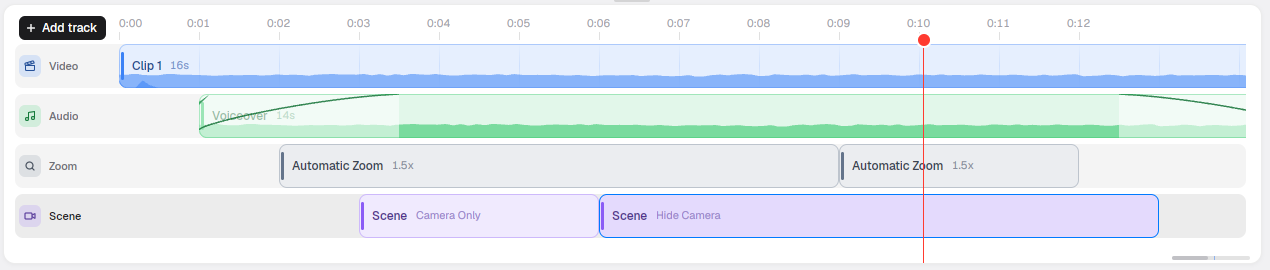 + Add track
0:00 0:01 0:02 0:03 0:04 0:05 0:06 0:07 0:08 0:09 0:10 0:11 0:12
Video Clip 1 16s
Audio Voiceover 14s
Zoom Automatic Zoom 1.5x Automatic Zoom 1.5x
Scene Scene Camera Only Scene Hide Camera